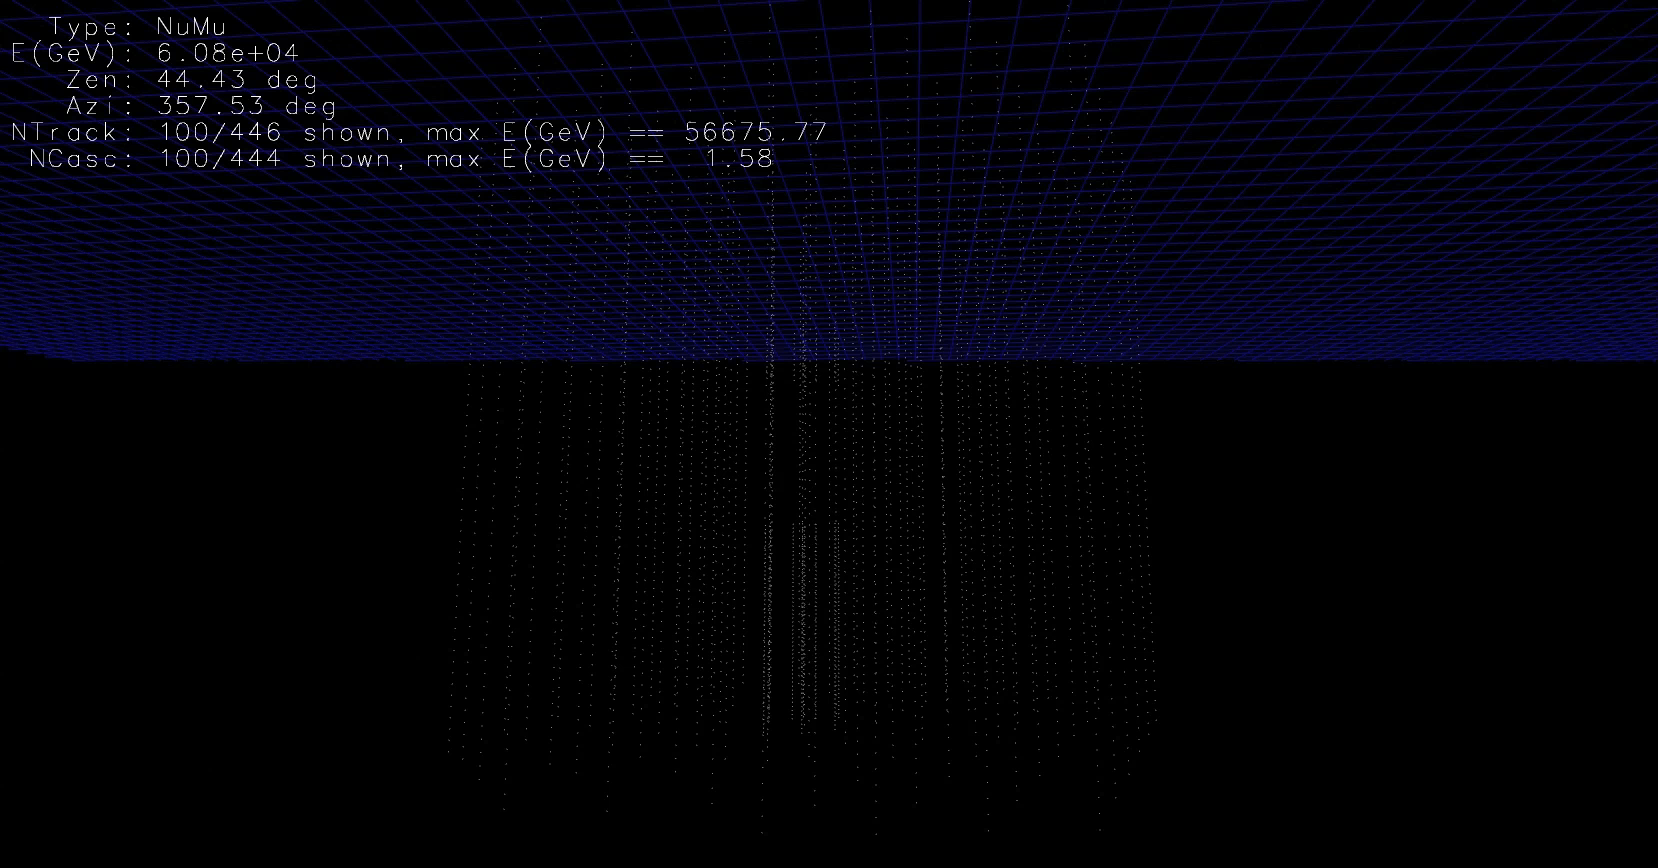 Type: NuMu
E(GeV): 6.08e+04
Zen: 44.43 deg
Azi: 357.53 deg
NTrack: 100/446 shown, max E(GeV) == 56675.77
NCasc: 100/444 shown, max E(GeV) == 1.58